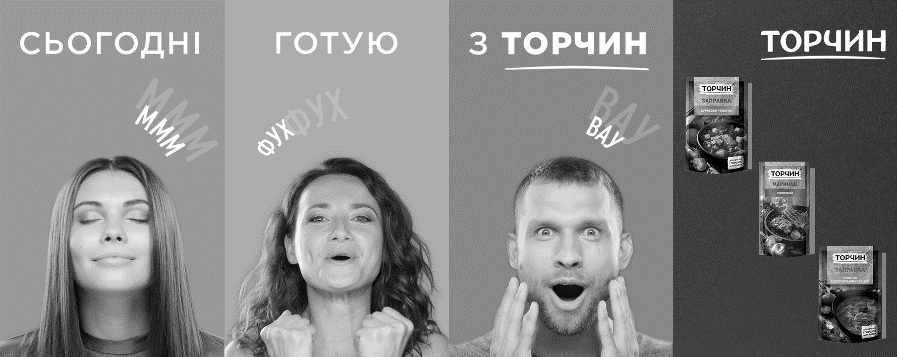 СЬОГОДНІ
МММ
МММ
ГОТУЮ
ФУХ
ФУХ
З ТОРЧИН
ВАУ
ВАУ
ТОРЧИН
ТОРЧИН
ЗАПРАВКА
ТОРЧИН
МАРИНАД
ТОРЧИН
ЗАПРАВКА